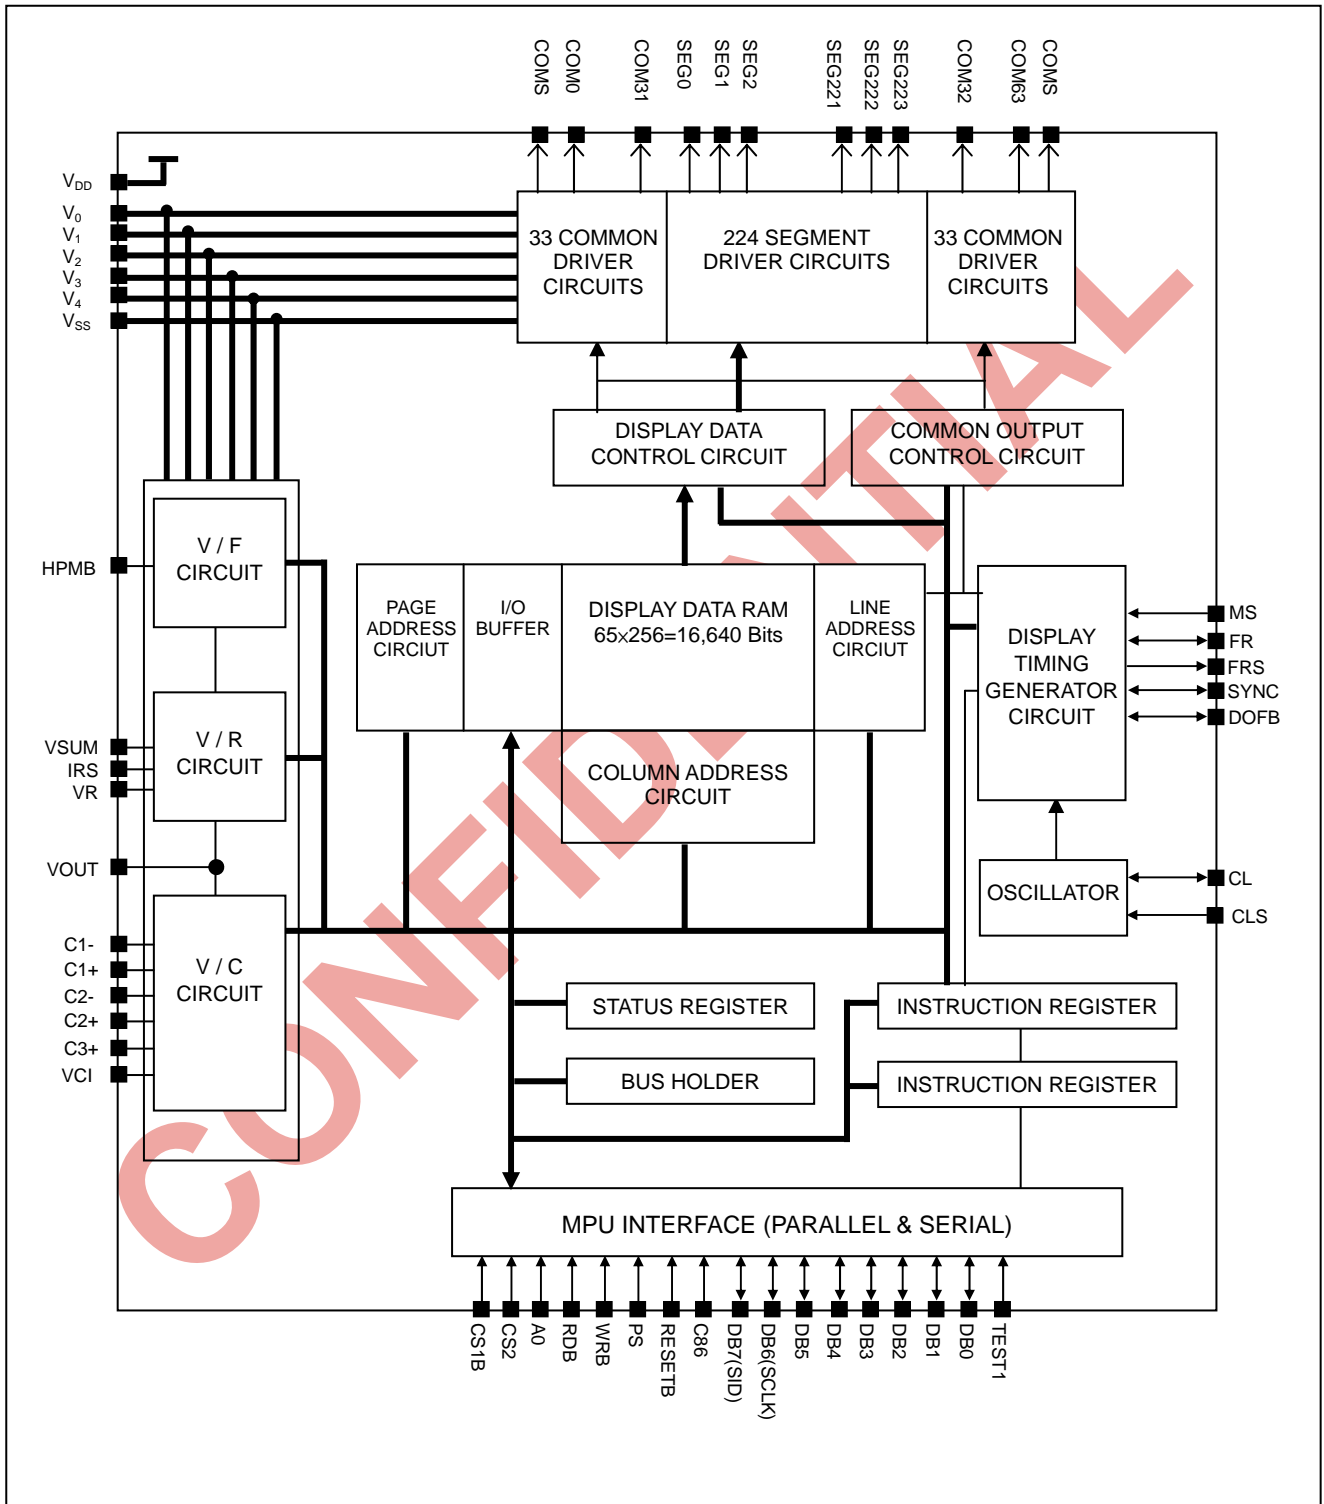 COMS
COM0
COM31
SEG0
SEG1
SEG2
SEG221
SEG222
SEG223
COM32
COM63
COMS
VDD
V0
V1
V2
V3
V4
VSS
33 COMMON
DRIVER
CIRCUITS
224 SEGMENT
DRIVER CIRCUITS
33 COMMON
DRIVER
CIRCUITS
DISPLAY DATA
CONTROL CIRCUIT
COMMON OUTPUT
CONTROL CIRCUIT
HPMB
V / F
CIRCUIT
PAGE
ADDRESS
CIRCIUT
I/O
BUFFER
DISPLAY DATA RAM
65×256=16,640 Bits
LINE
ADDRESS
CIRCIUT
DISPLAY
TIMING
GENERATOR
CIRCUIT
MS
FR
FRS
SYNC
DOFB
VSUM
IRS
VR
V / R
CIRCUIT
COLUMN ADDRESS
CIRCUIT
VOUT
OSCILLATOR
CL
CLS
C1-
C1+
C2-
C2+
C3+
VCI
V / C
CIRCUIT
STATUS REGISTER
INSTRUCTION REGISTER
BUS HOLDER
INSTRUCTION REGISTER
MPU INTERFACE (PARALLEL & SERIAL)
CS1B
CS2
A0
RDB
WRB
PS
RESETB
C86
DB7(SID)
DB6(SCLK)
DB5
DB4
DB3
DB2
DB1
DB0
TEST1
CONFIDENTIAL